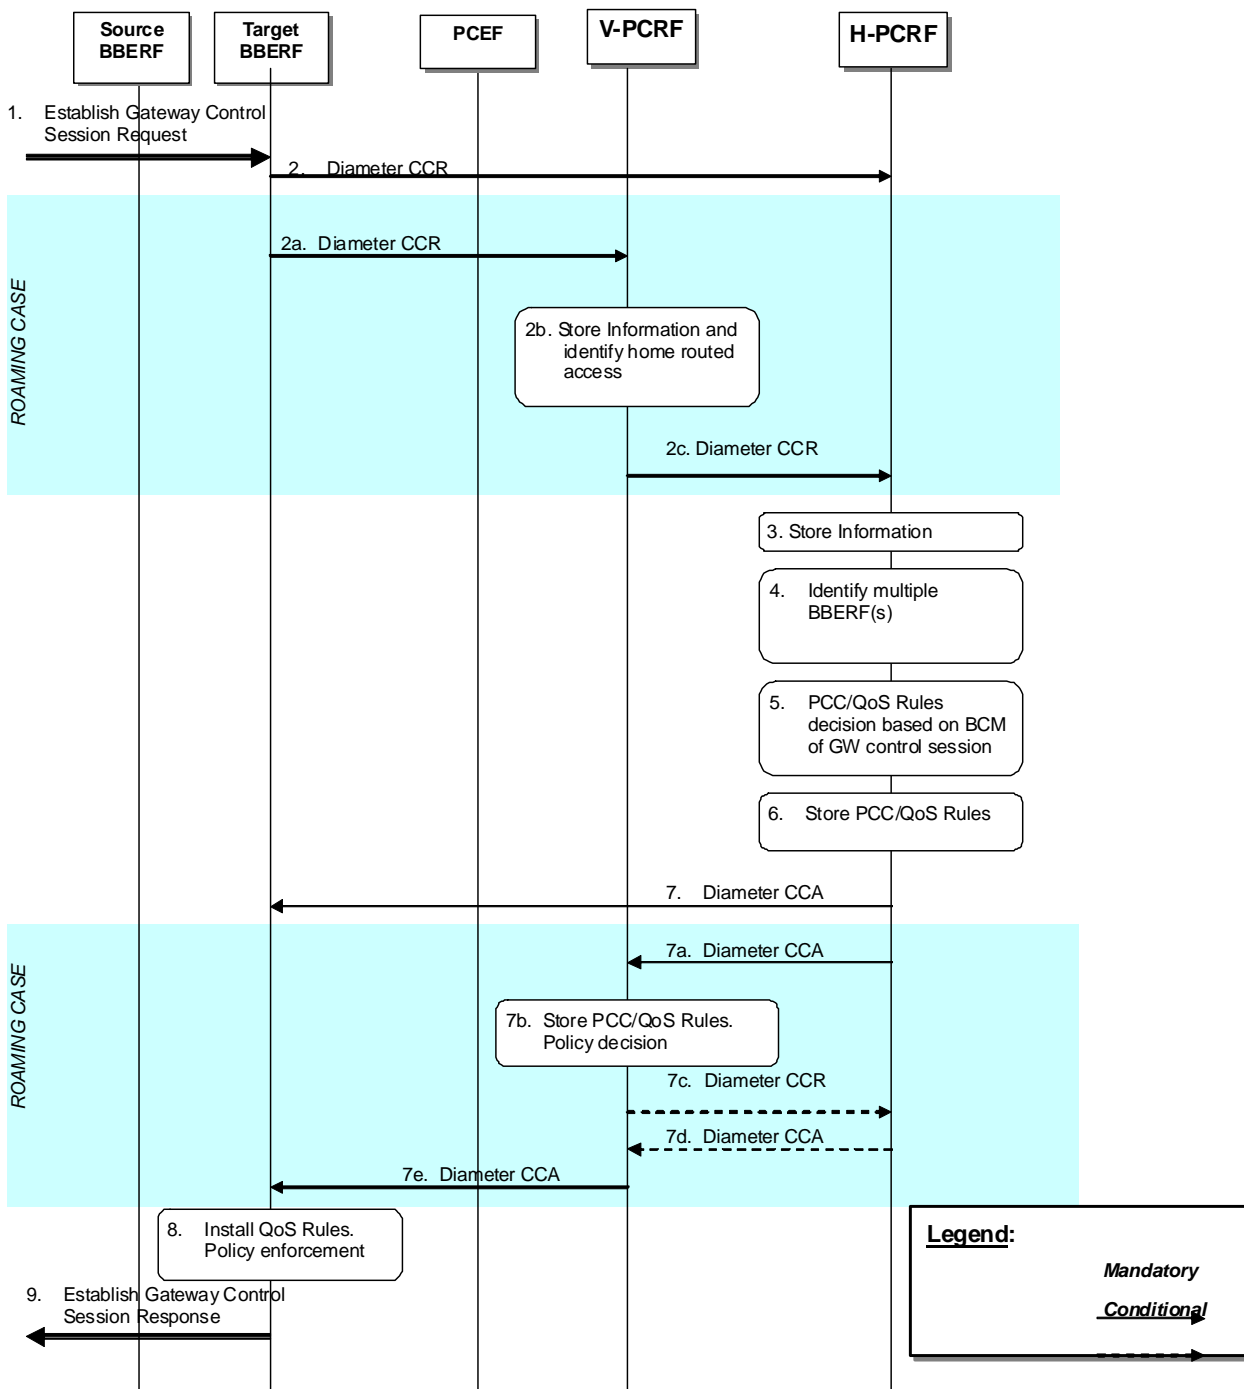 Source
BBERF
Target
BBERF
PCEF
V-PCRF
H-PCRF
1. Establish Gateway Control
Session Request
2. Diameter CCR
ROAMING CASE
2a. Diameter CCR
2b. Store Information and
identify home routed
access
2c. Diameter CCR
3. Store Information
4. Identify multiple
BBERF(s)
5. PCC/QoS Rules
decision based on BCM
of GW control session
6. Store PCC/QoS Rules
7. Diameter CCA
ROAMING CASE
7a. Diameter CCA
7b. Store PCC/QoS Rules.
Policy decision
7c. Diameter CCR
7d. Diameter CCA
7e. Diameter CCA
8. Install QoS Rules.
Policy enforcement
9. Establish Gateway Control
Session Response
Legend:
Mandatory
Conditional